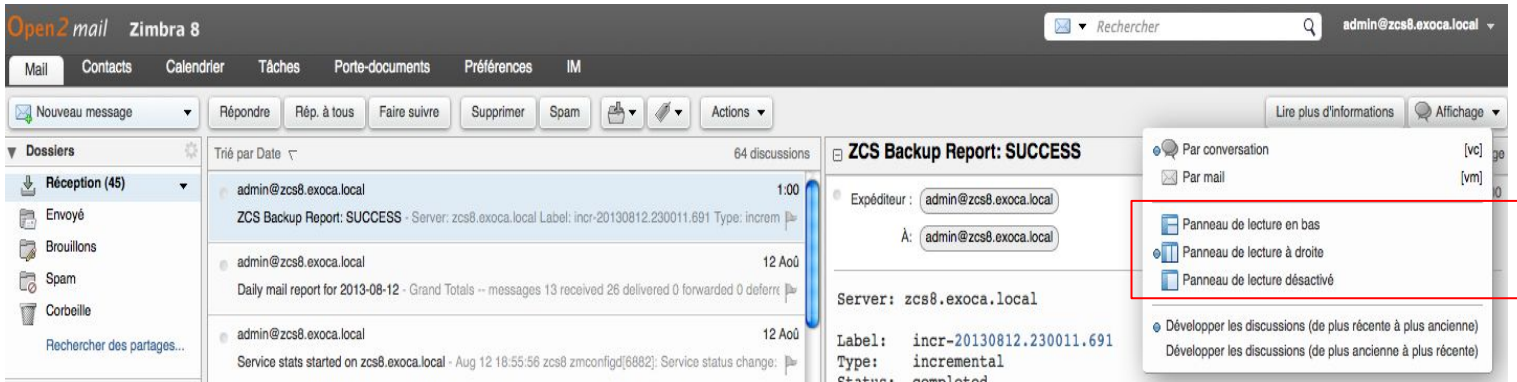 Open2 mail Zimbra 8
Rechercher
admin@zcs8.exoca.local
Mail Contacts Calendrier Tâches Porte-documents Préférences IM
Nouveau message Répondre Rép. à tous Faire suivre Supprimer Spam Actions Lire plus d'informations Affichage
Dossiers
Réception (45)
Envoyé
Brouillons
Spam
Corbeille
Rechercher des partages...
Trié par Date 64 discussions
admin@zcs8.exoca.local 1:00
ZCS Backup Report: SUCCESS - Server: zcs8.exoca.local Label: incr-20130812.230011.691 Type: increm
admin@zcs8.exoca.local 12 Aoû
Daily mail report for 2013-08-12 - Grand Totals -- messages 13 received 26 delivered 0 forwarded 0 deferre
admin@zcs8.exoca.local 12 Aoû
Service stats started on zcs8.exoca.local - Aug 12 18:55:56 zcs8 zmconfigd[6882]: Service status change:
ZCS Backup Report: SUCCESS
Expéditeur : admin@zcs8.exoca.local
À: admin@zcs8.exoca.local
Server: zcs8.exoca.local
Label: incr-20130812.230011.691
Type: incremental
Status: completed
Par conversation [vc]
Par mail [vm]
Panneau de lecture en bas
Panneau de lecture à droite
Panneau de lecture désactivé
Développer les discussions (de plus récente à plus ancienne)
Développer les discussions (de plus ancienne à plus récente)